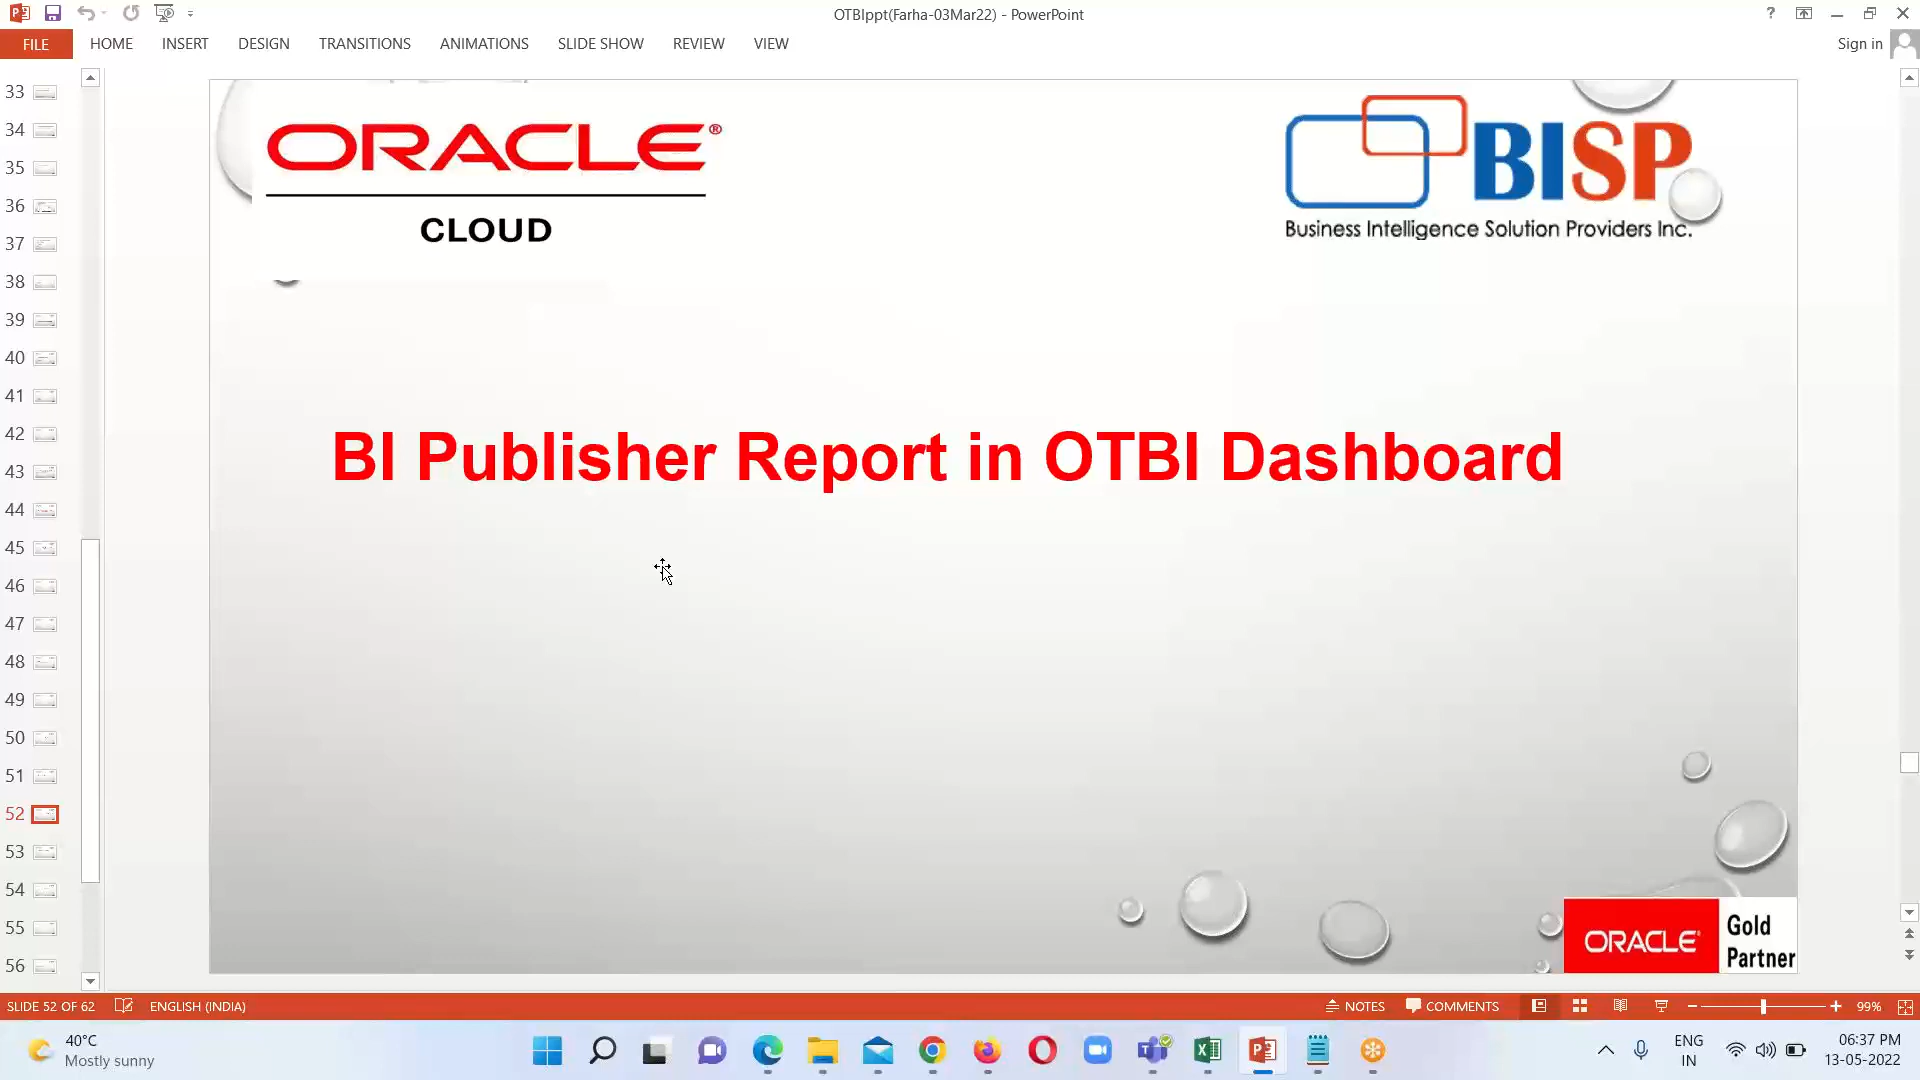 OTBIppt(Farha-03Mar22) - PowerPoint
?
FILE
HOME
INSERT
DESIGN
TRANSITIONS
ANIMATIONS
SLIDE SHOW
REVIEW
VIEW
Sign in
33
34
35
36
37
38
39
40
41
42
43
44
45
46
47
48
49
50
51
52
53
54
55
56
ORACLE®
CLOUD
BISP
Business Intelligence Solution Providers Inc.
BI Publisher Report in OTBI Dashboard
ORACLE
Gold
Partner
SLIDE 52 OF 62
ENGLISH (INDIA)
NOTES
COMMENTS
99%
40°C
Mostly sunny
ENG
IN
06:37 PM
13-05-2022